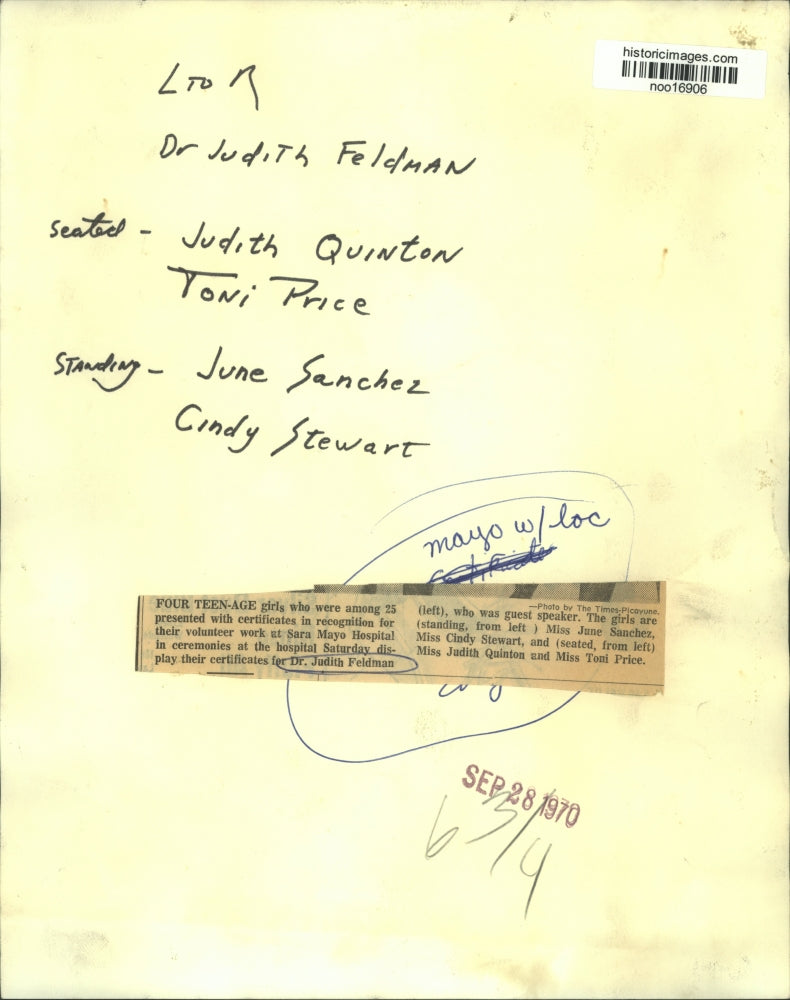 historicimages.com
noo16906
L TO R
Dr Judith Feldman
seated - Judith Quinton
Toni Price
Standing - June Sanchez
Cindy Stewart
mayo w/loc
—Photo by The Times-Picayune.
FOUR TEEN-AGE girls who were among 25
presented with certificates in recognition for
their volunteer work at Sara Mayo Hospital
in ceremonies at the hospital Saturday dis-
play their certificates for Dr. Judith Feldman
(left), who was guest speaker. The girls are
(standing, from left ) Miss June Sanchez,
Miss Cindy Stewart, and (seated, from left)
Miss Judith Quinton and Miss Toni Price.
SEP 28 1970